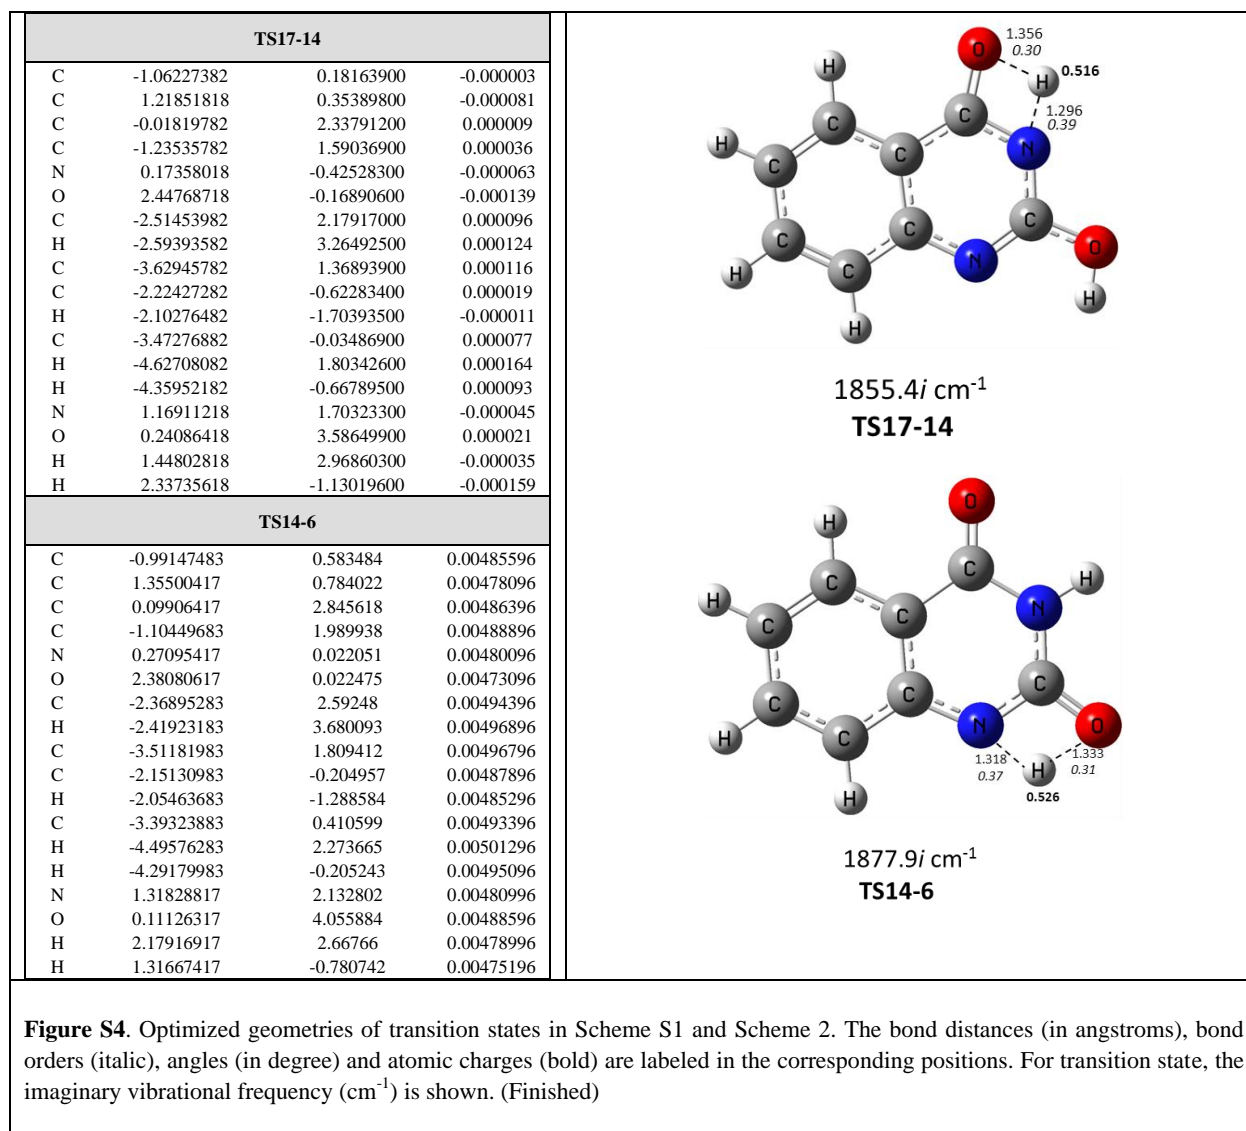 TS17-14
C -1.06227382 0.18163900 -0.000003
C 1.21851818 0.35389800 -0.000081
C -0.01819782 2.33791200 0.000009
C -1.23535782 1.59036900 0.000036
N 0.17358018 -0.42528300 -0.000063
O 2.44768718 -0.16890600 -0.000139
C -2.51453982 2.17917000 0.000096
H -2.59393582 3.26492500 0.000124
C -3.62945782 1.36893900 0.000116
C -2.22427282 -0.62283400 0.000019
H -2.10276482 -1.70393500 -0.000011
C -3.47276882 -0.03486900 0.000077
H -4.62708082 1.80342600 0.000164
H -4.35952182 -0.66789500 0.000093
N 1.16911218 1.70323300 -0.000045
O 0.24086418 3.58649900 0.000021
H 1.44802818 2.96860300 -0.000035
H 2.33735618 -1.13019600 -0.000159
TS14-6
C -0.99147483 0.583484 0.00485596
C 1.35500417 0.784022 0.00478096
C 0.09906417 2.845618 0.00486396
C -1.10449683 1.989938 0.00488896
N 0.27095417 0.022051 0.00480096
O 2.38080617 0.022475 0.00473096
C -2.36895283 2.59248 0.00494396
H -2.41923183 3.680093 0.00496896
C -3.51181983 1.809412 0.00496796
C -2.15130983 -0.204957 0.00487896
H -2.05463683 -1.288584 0.00485296
C -3.39323883 0.410599 0.00493396
H -4.49576283 2.273665 0.00501296
H -4.29179983 -0.205243 0.00495096
N 1.31828817 2.132802 0.00480996
O 0.11126317 4.055884 0.00488596
H 2.17916917 2.66766 0.00478996
H 1.31667417 -0.780742 0.00475196
O 1.356
0.30
H H 0.516
1.296
0.39
C C
H N
C C
C C
H C N O
H
H
1855.4i cm-1
TS17-14
O
H
C H
C
H N
C C
C C
C N O
H 1.318 1.333
0.37 H 0.31
H 0.526
1877.9i cm-1
TS14-6
Figure S4. Optimized geometries of transition states in Scheme S1 and Scheme 2. The bond distances (in angstroms), bond
orders (italic), angles (in degree) and atomic charges (bold) are labeled in the corresponding positions. For transition state, the
imaginary vibrational frequency (cm-1) is shown. (Finished)